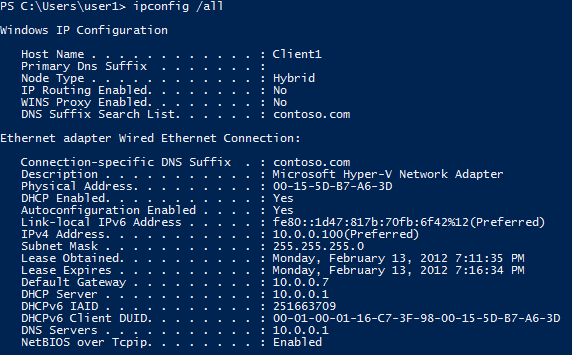 PS C:\Users\user1> ipconfig /all
Windows IP Configuration
Host Name . . . . . . . . . . . . : Client1
Primary Dns Suffix  . . . . . . . :
Node Type . . . . . . . . . . . . : Hybrid
IP Routing Enabled. . . . . . . . : No
WINS Proxy Enabled. . . . . . . . : No
DNS Suffix Search List. . . . . . : contoso.com
Ethernet adapter Wired Ethernet Connection:
Connection-specific DNS Suffix  . : contoso.com
Description . . . . . . . . . . . : Microsoft Hyper-V Network Adapter
Physical Address. . . . . . . . . : 00-15-5D-B7-A6-3D
DHCP Enabled. . . . . . . . . . . : Yes
Autoconfiguration Enabled . . . . : Yes
Link-local IPv6 Address . . . . . : fe80::1d47:817b:70fb:6f42%12(Preferred)
IPv4 Address. . . . . . . . . . . : 10.0.0.100(Preferred)
Subnet Mask . . . . . . . . . . . : 255.255.255.0
Lease Obtained. . . . . . . . . . : Monday, February 13, 2012 7:11:35 PM
Lease Expires . . . . . . . . . . : Monday, February 13, 2012 7:16:34 PM
Default Gateway . . . . . . . . . : 10.0.0.7
DHCP Server . . . . . . . . . . . : 10.0.0.1
DHCPv6 IAID . . . . . . . . . . . : 251663709
DHCPv6 Client DUID. . . . . . . . : 00-01-00-01-16-C7-3F-98-00-15-5D-B7-A6-3D
DNS Servers . . . . . . . . . . . : 10.0.0.1
NetBIOS over Tcpip. . . . . . . . : Enabled